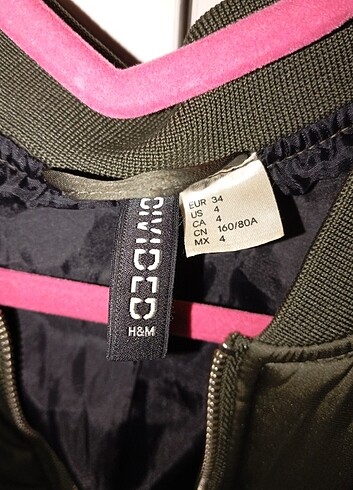 DIVIDED
H&M
EUR 34
US 4
CA 4
CN 160/80A
MX 4